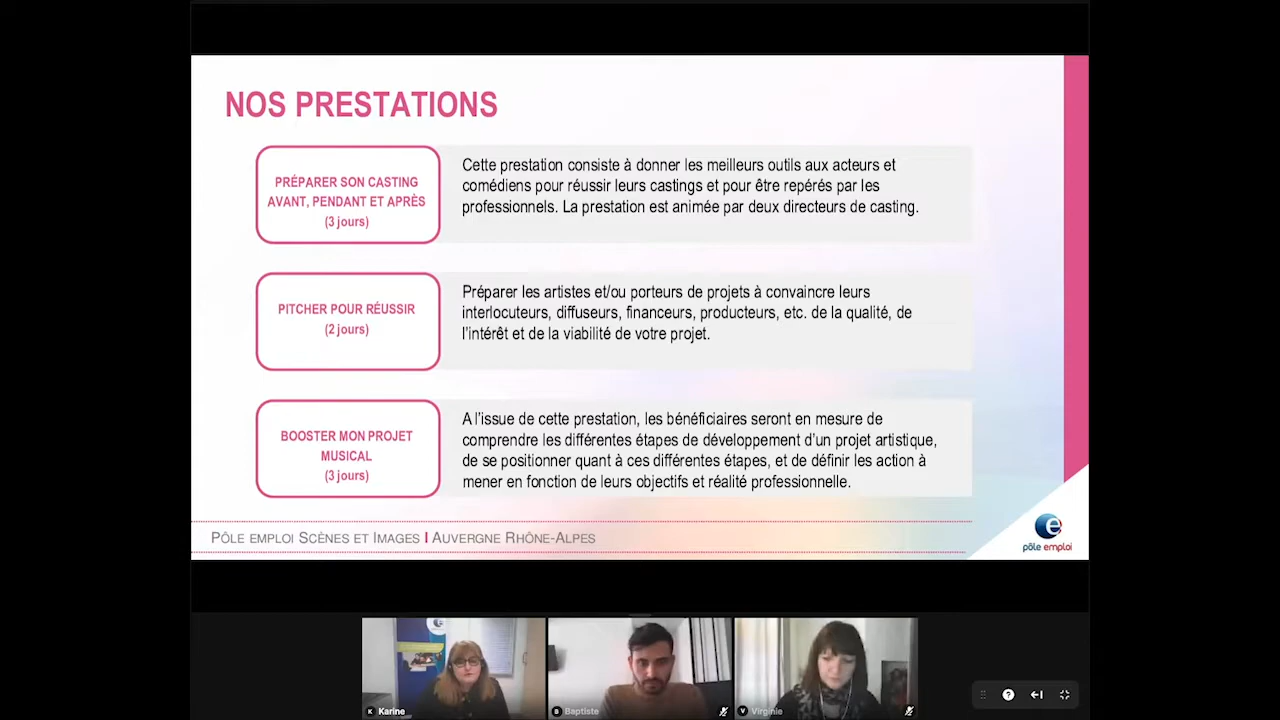 NOS PRESTATIONS
PRÉPARER SON CASTING
AVANT, PENDANT ET APRÈS
(3 jours)
Cette prestation consiste à donner les meilleurs outils aux acteurs et
comédiens pour réussir leurs castings et pour être repérés par les
professionnels. La prestation est animée par deux directeurs de casting.
PITCHER POUR RÉUSSIR
(2 jours)
Préparer les artistes et/ou porteurs de projets à convaincre leurs
interlocuteurs, diffuseurs, financeurs, producteurs, etc. de la qualité, de
l'intérêt et de la viabilité de votre projet.
BOOSTER MON PROJET
MUSICAL
(3 jours)
A l'issue de cette prestation, les bénéficiaires seront en mesure de
comprendre les différentes étapes de développement d'un projet artistique,
de se positionner quant à ces différentes étapes, et de définir les action à
mener en fonction de leurs objectifs et réalité professionnelle.
PÔLE EMPLOI SCÈNES ET IMAGES I AUVERGNE RHÔNE-ALPES
pôle emploi
K Karine
B Baptiste
V Virginie